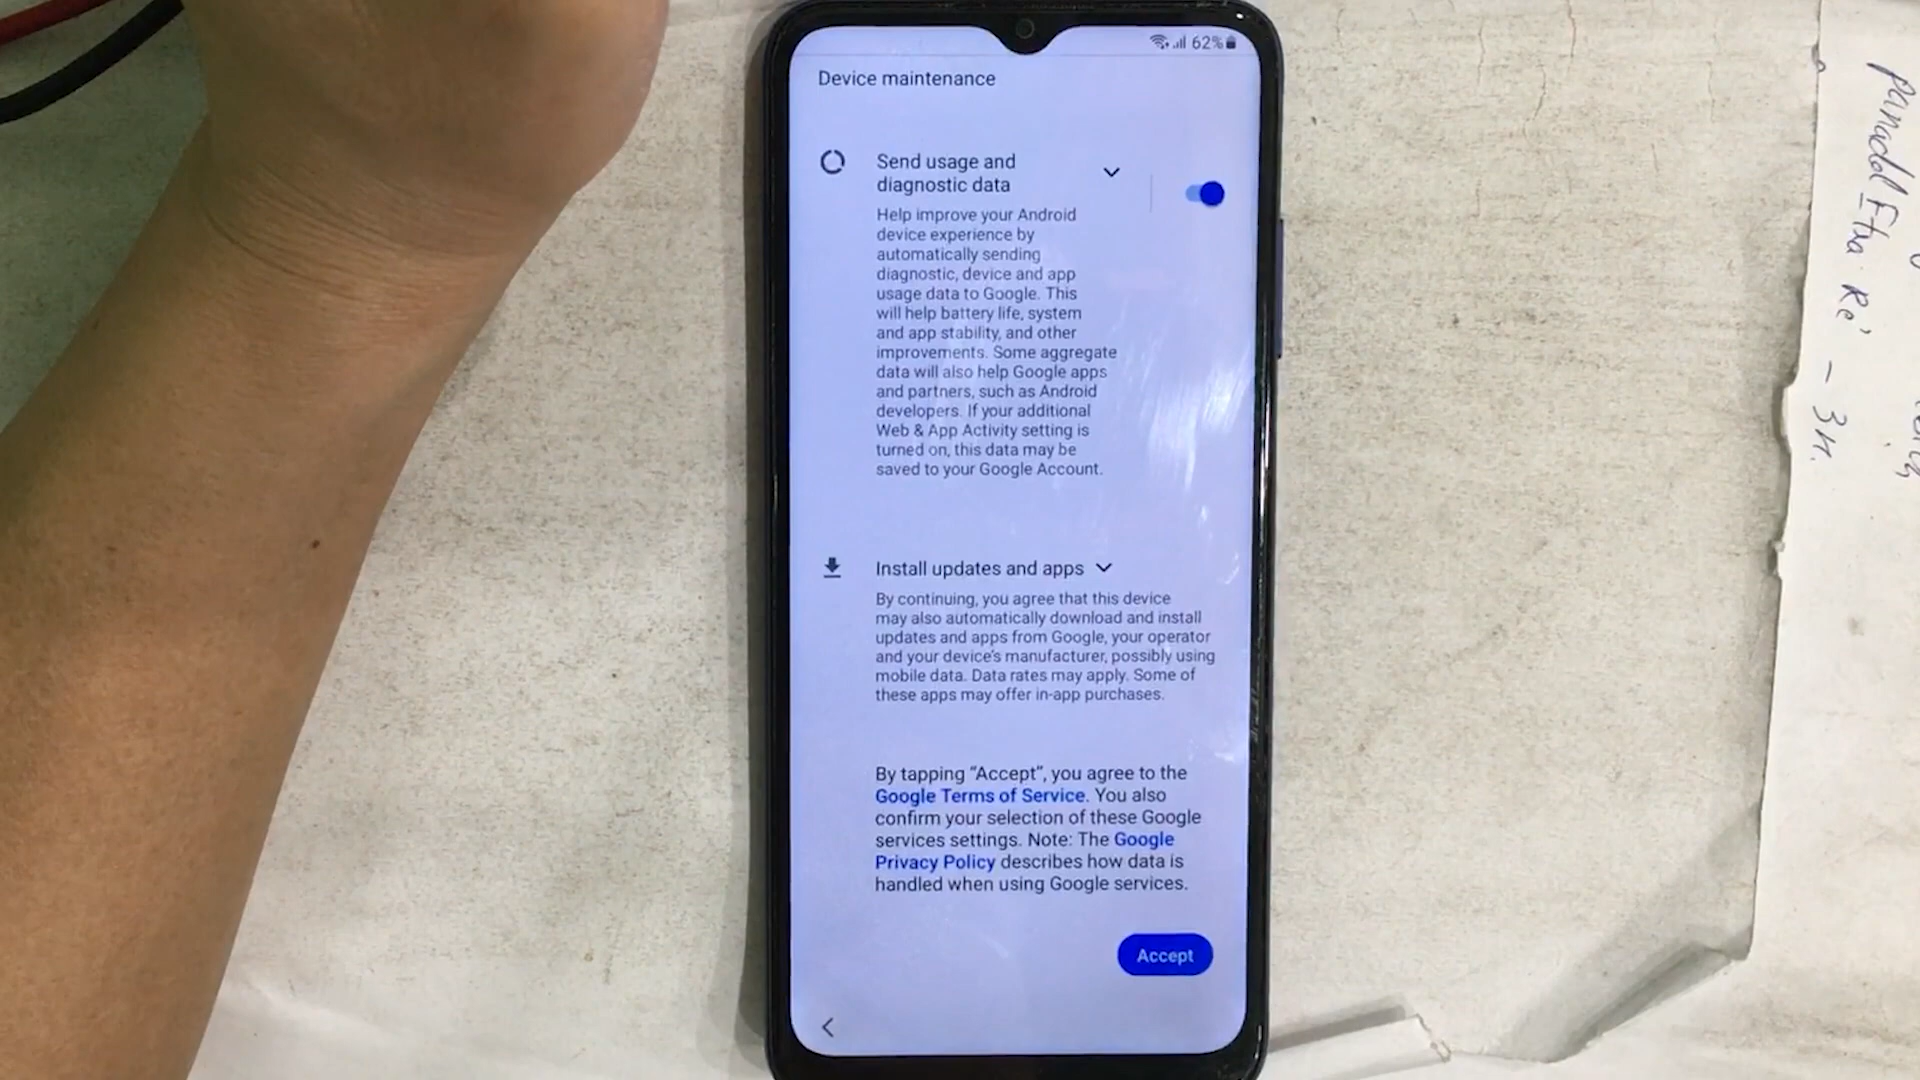 62%
Device maintenance
Send usage and
diagnostic data
Help improve your Android
device experience by
automatically sending
diagnostic, device and app
usage data to Google. This
will help battery life, system
and app stability, and other
improvements. Some aggregate
data will also help Google apps
and partners, such as Android
developers. If your additional
Web & App Activity setting is
turned on, this data may be
saved to your Google Account.
Install updates and apps
By continuing, you agree that this device
may also automatically download and install
updates and apps from Google, your operator
and your device's manufacturer, possibly using
mobile data. Data rates may apply. Some of
these apps may offer in-app purchases.
By tapping “Accept”, you agree to the
Google Terms of Service. You also
confirm your selection of these Google
services settings. Note: The Google
Privacy Policy describes how data is
handled when using Google services.
Accept